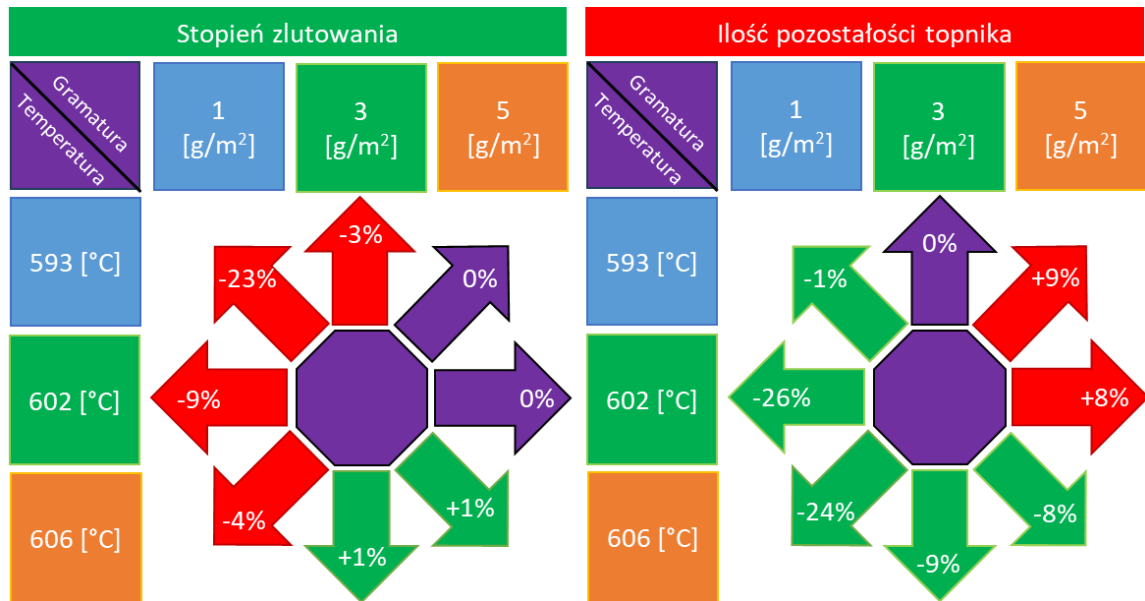 Stopień zlutowania
Gramatura
Temperatura
1
[g/m²]
3
[g/m²]
5
[g/m²]
593 [°C]
602 [°C]
606 [°C]
-23%
-3%
0%
-9%
0%
-4%
+1%
+1%
Ilość pozostałości topnika
Gramatura
Temperatura
1
[g/m²]
3
[g/m²]
5
[g/m²]
593 [°C]
602 [°C]
606 [°C]
-1%
0%
+9%
-26%
+8%
-24%
-9%
-8%